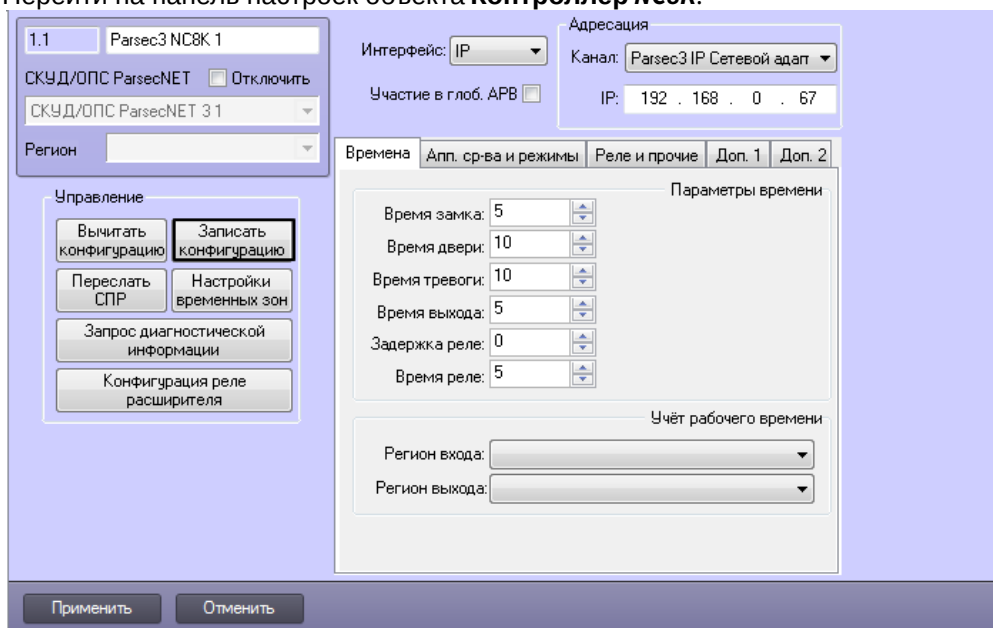 Перейти на панель настроек объекта Контроллер NC8K.
1.1 Parsec3 NC8K 1
СКУД/ОПС ParsecNET Отключить
СКУД/ОПС ParsecNET 3 1
Регион
Интерфейс: IP
Участие в глоб. APB
Адресация
Канал: Parsec3 IP Сетевой адапт
IP: 192 . 168 . 0 . 67
Управление
Вычитать конфигурацию
Записать конфигурацию
Переслать СПР
Настройки временных зон
Запрос диагностической информации
Конфигурация реле расширителя
Времена Апп. ср-ва и режимы Реле и прочие Доп. 1 Доп. 2
Параметры времени
Время замка: 5
Время двери: 10
Время тревоги: 10
Время выхода: 5
Задержка реле: 0
Время реле: 5
Учёт рабочего времени
Регион входа:
Регион выхода:
Применить Отменить